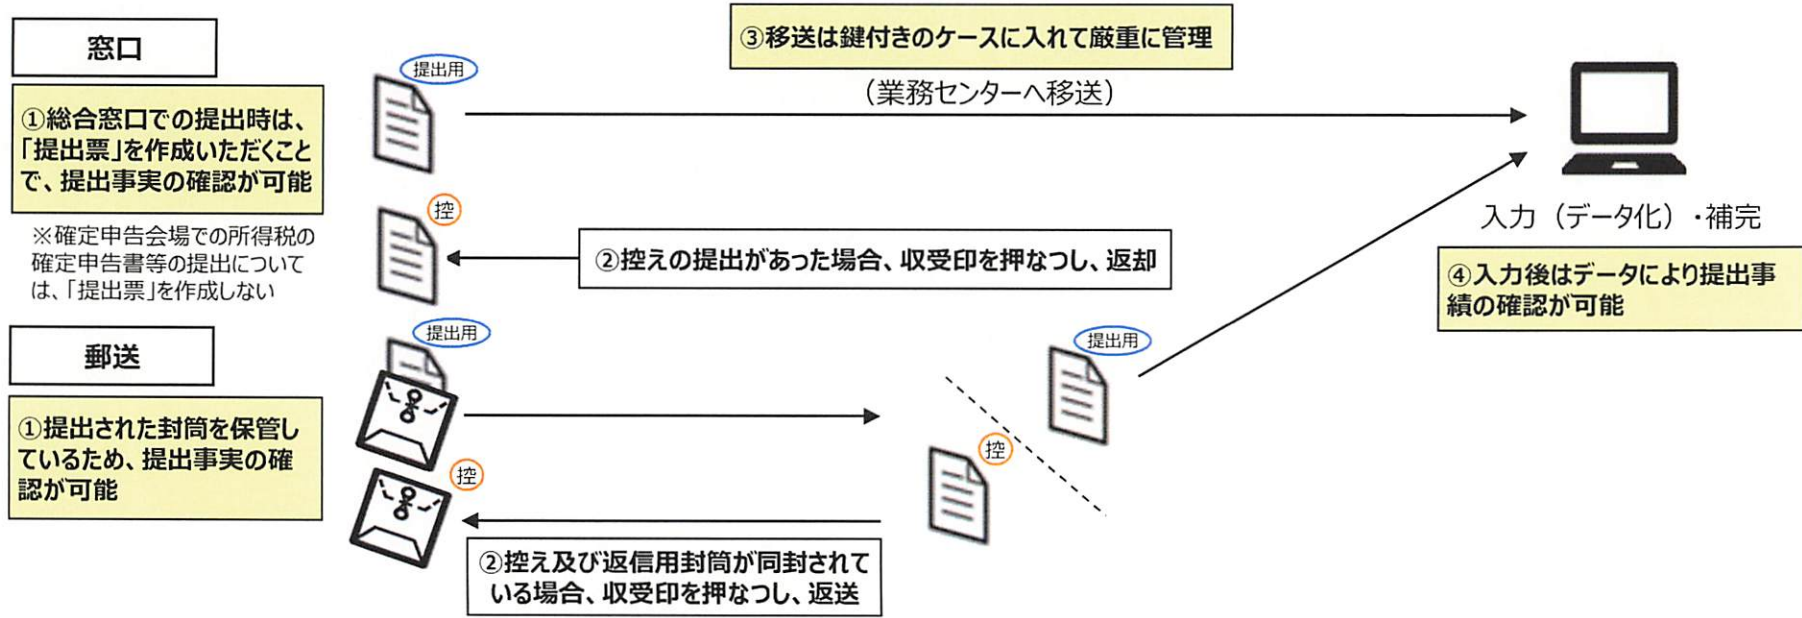 窓口
①総合窓口での提出時は、
「提出票」を作成いただくこと
で、提出事実の確認が可能
※確定申告会場での所得税の
確定申告書等の提出について
は、「提出票」を作成しない
提出用
③移送は鍵付きのケースに入れて厳重に管理
(業務センターへ移送)
控
②控えの提出があった場合、収受印を押なつし、返却
入力(データ化)・補完
④入力後はデータにより提出事
績の確認が可能
郵送
①提出された封筒を保管し
ているため、提出事実の確
認が可能
提出用
控
提出用
控
②控え及び返信用封筒が同封されて
いる場合、収受印を押なつし、返送